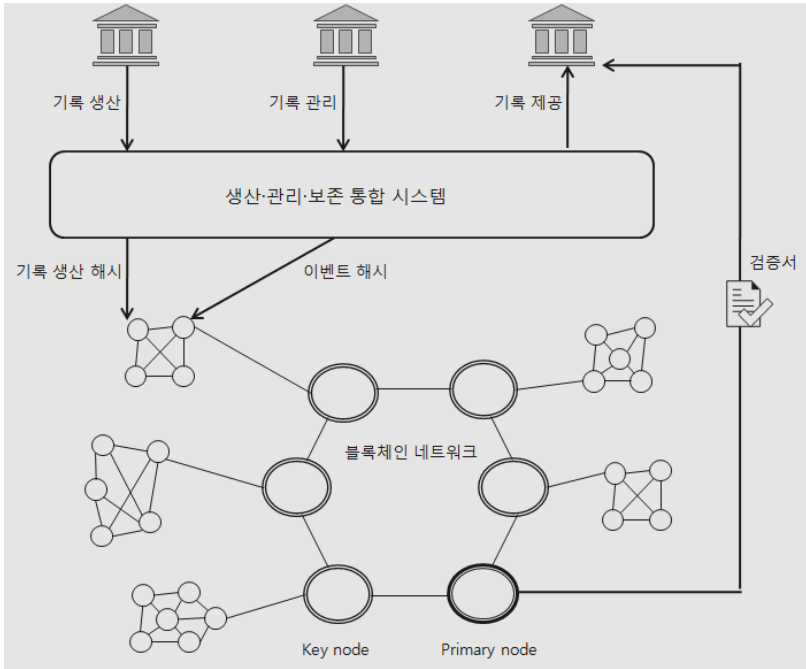 기록 생산
기록 관리
기록 제공
생산·관리·보존 통합 시스템
기록 생산 해시
이벤트 해시
검증서
블록체인 네트워크
Key node
Primary node